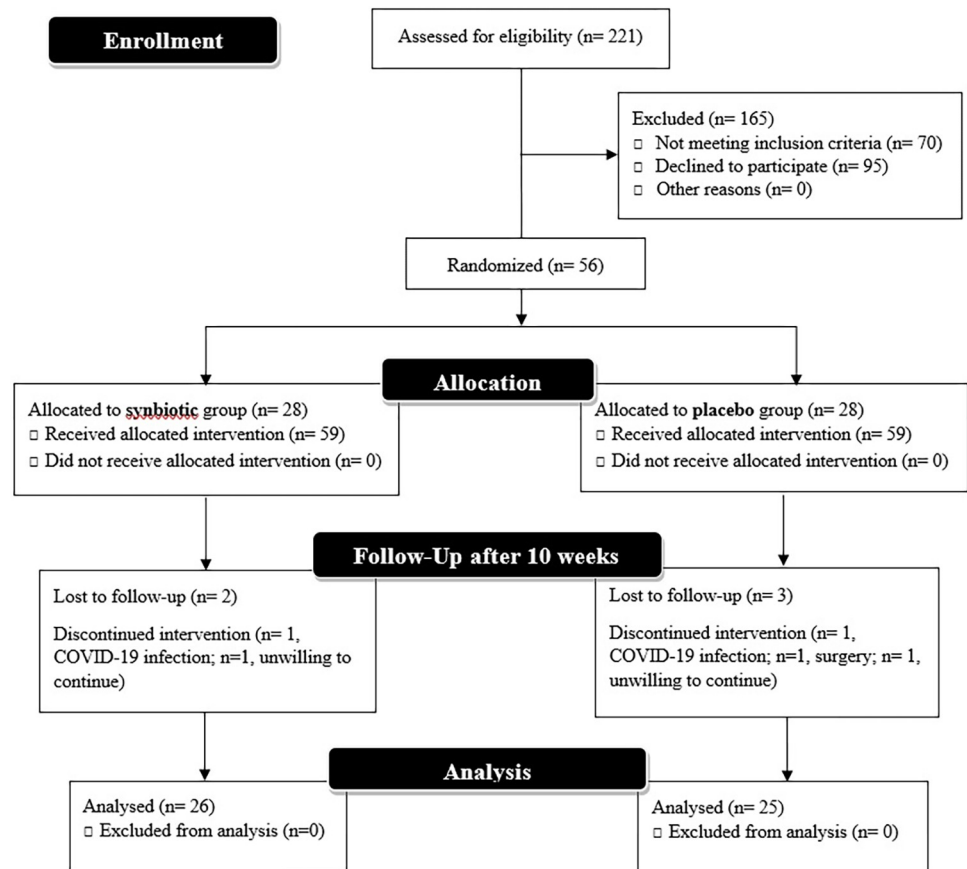 Enrollment
Assessed for eligibility (n= 221)
Excluded (n= 165)
□ Not meeting inclusion criteria (n= 70)
□ Declined to participate (n= 95)
□ Other reasons (n= 0)
Randomized (n= 56)
Allocation
Allocated to synbiotic group (n= 28)
□ Received allocated intervention (n= 59)
□ Did not receive allocated intervention (n= 0)
Allocated to placebo group (n= 28)
□ Received allocated intervention (n= 59)
□ Did not receive allocated intervention (n= 0)
Follow-Up after 10 weeks
Lost to follow-up (n= 2)
Discontinued intervention (n= 1,
COVID-19 infection; n=1, unwilling to
continue)
Lost to follow-up (n= 3)
Discontinued intervention (n= 1,
COVID-19 infection; n=1, surgery; n= 1,
unwilling to continue)
Analysis
Analysed (n= 26)
□ Excluded from analysis (n=0)
Analysed (n= 25)
□ Excluded from analysis (n= 0)